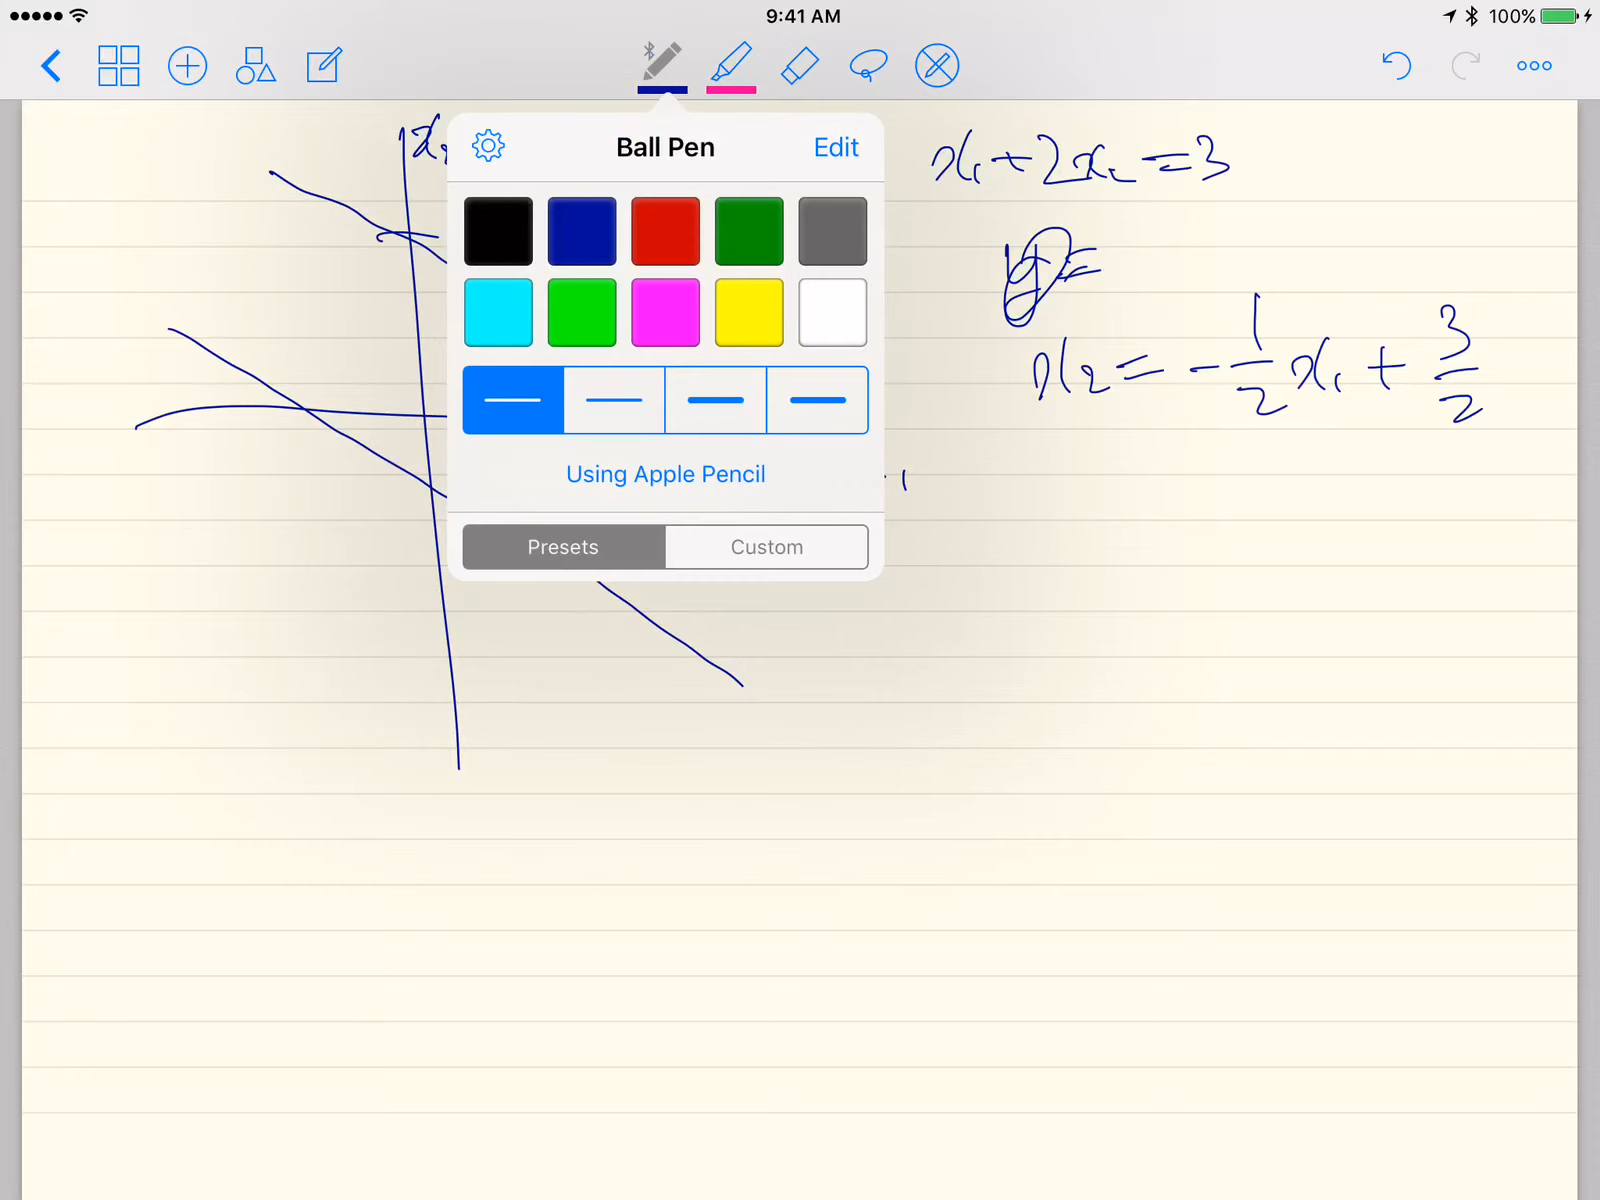 9:41 AM
100%
Ball Pen
Edit
Using Apple Pencil
Presets
Custom
x₁ + 2x₂ = 3
x₂ = -1/2 x₁ + 3/2